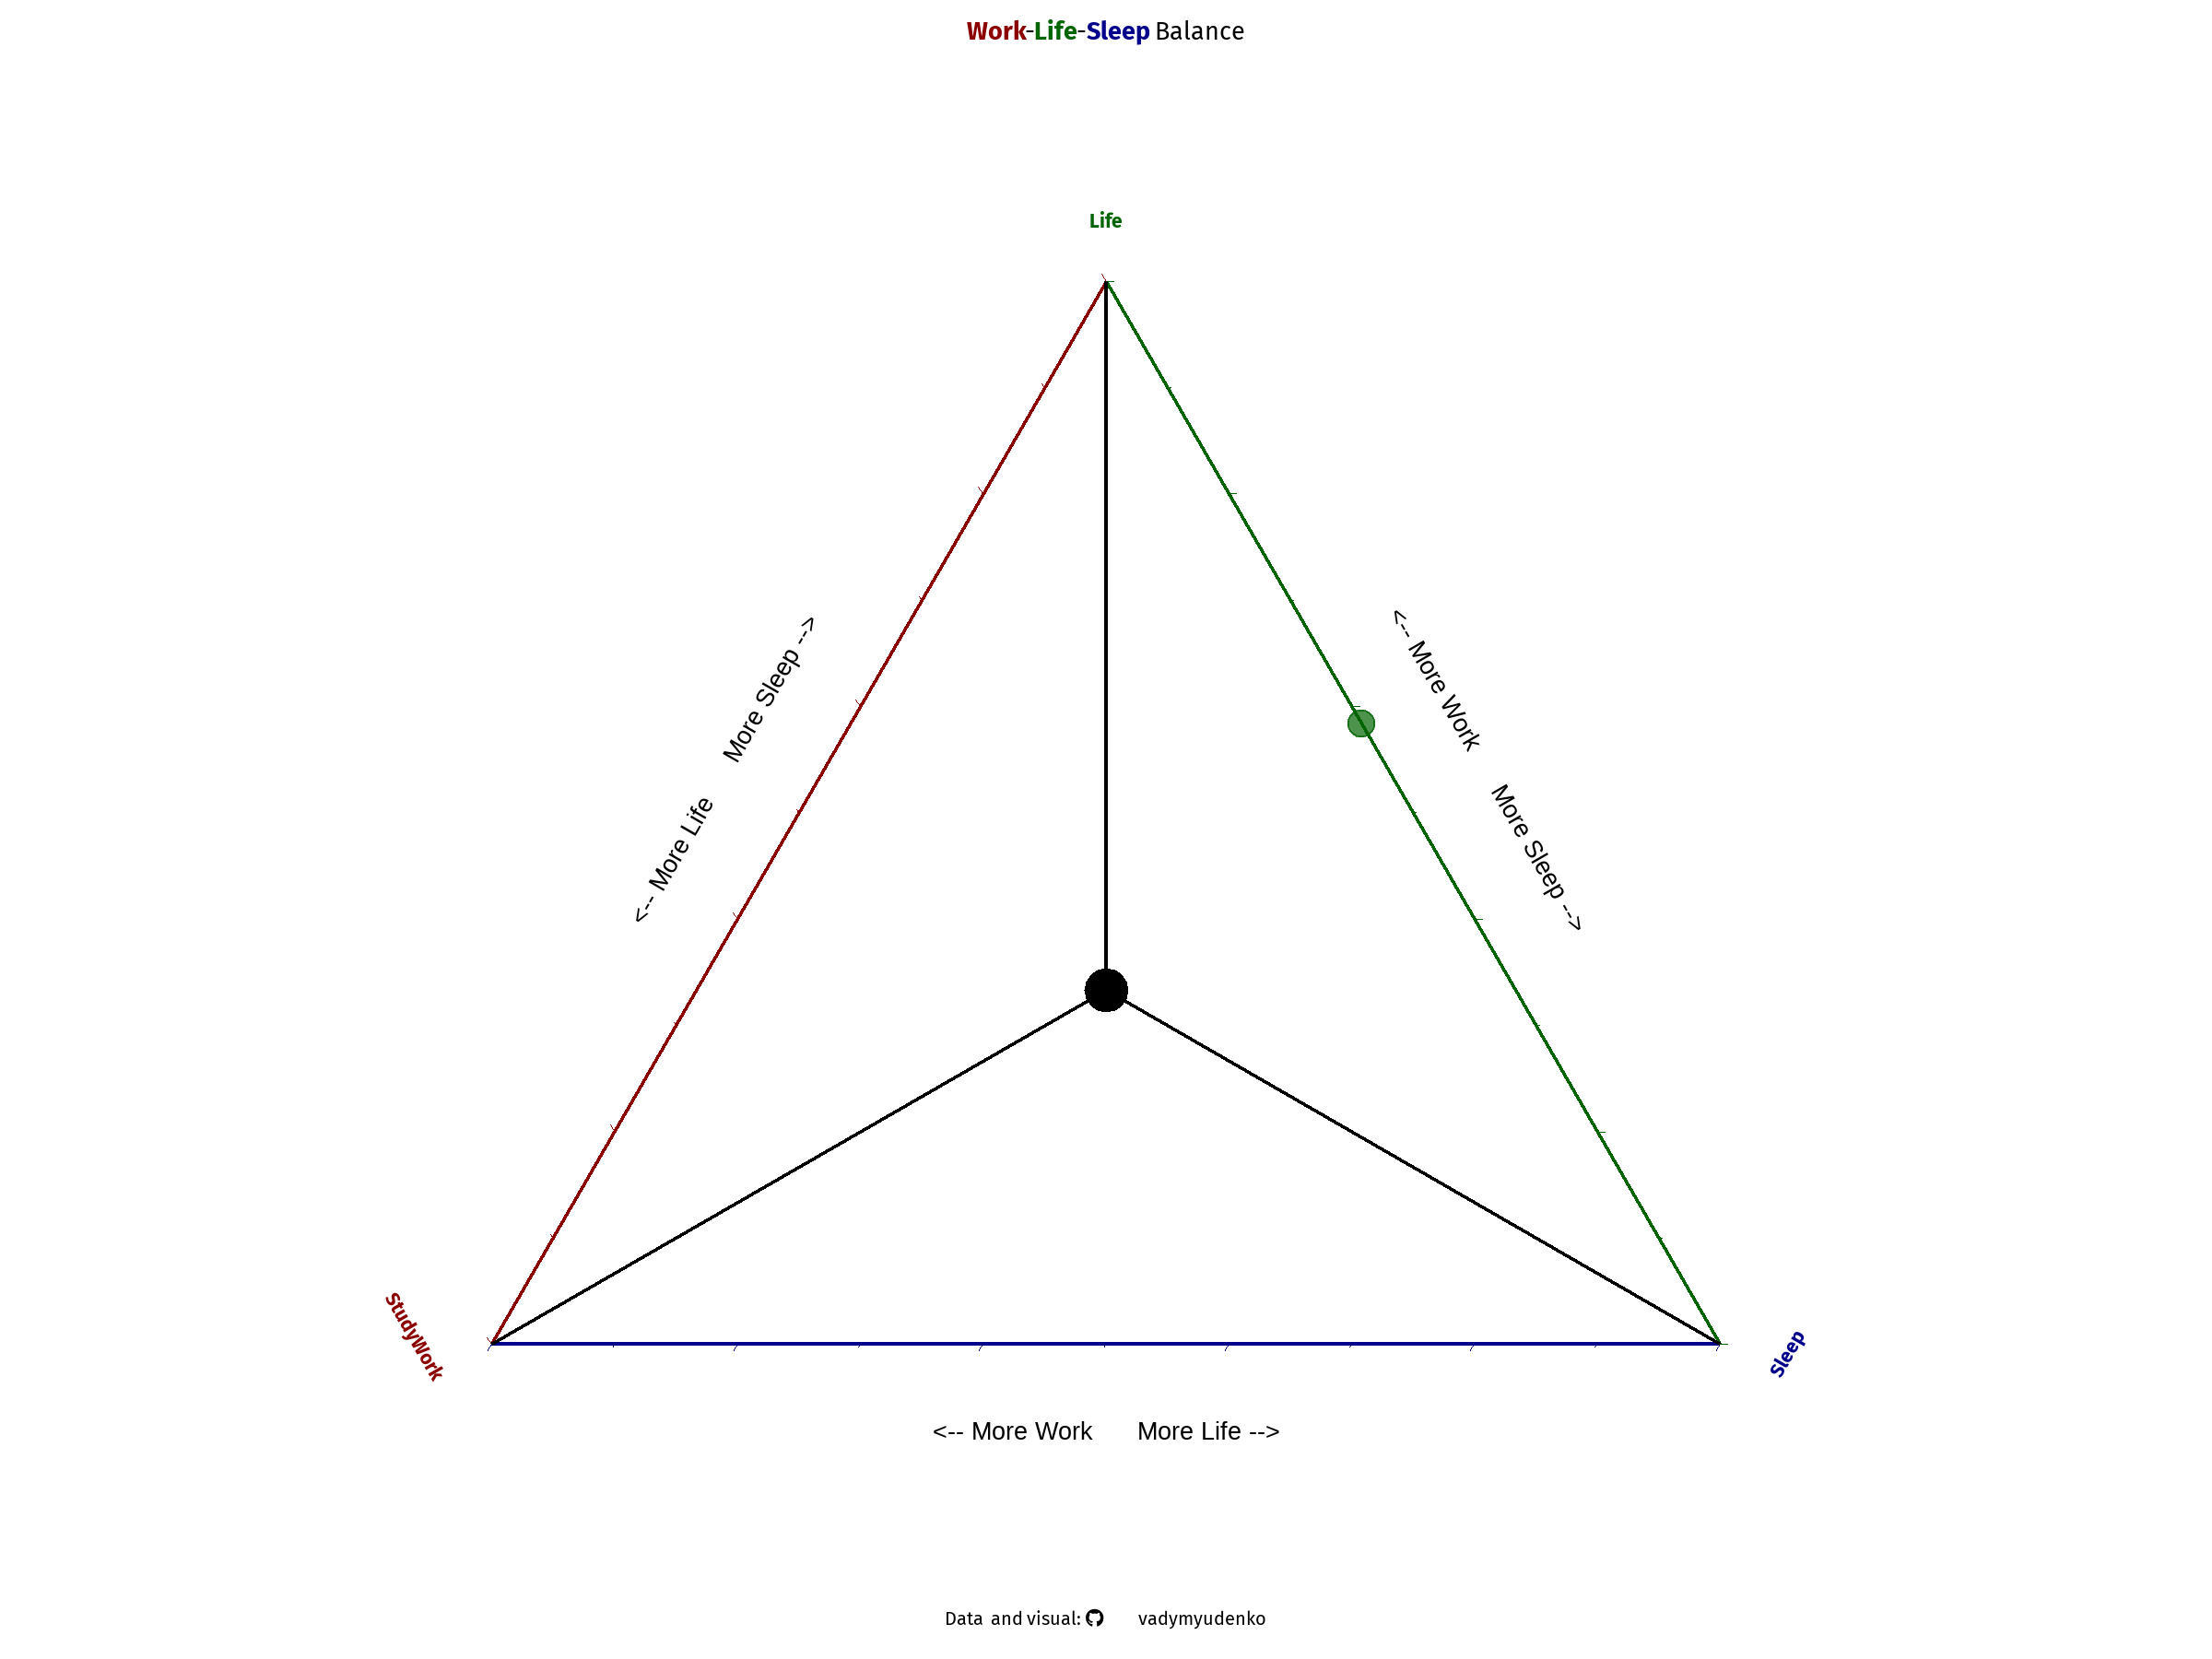 Work-Life-Sleep Balance
Life
<-- More Life More Sleep -->
<-- More Work More Sleep -->
StudyWork
Sleep
<-- More Work More Life -->
Data and visual: vadymyudenko